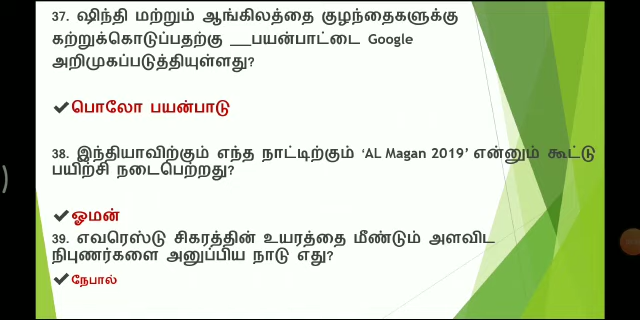 37. ஷிந்தி மற்றும் ஆங்கிலத்தை குழந்தைகளுக்கு
கற்றுக்கொடுப்பதற்கு ___பயன்பாட்டை Google
அறிமுகப்படுத்தியுள்ளது?
✓பொலோ பயன்பாடு
38. இந்தியாவிற்கும் எந்த நாட்டிற்கும் ‘AL Magan 2019’ என்னும் கூட்டு
பயிற்சி நடைபெற்றது?
✓ஓமன்
39. எவரெஸ்டு சிகரத்தின் உயரத்தை மீண்டும் அளவிட
நிபுணர்களை அனுப்பிய நாடு எது?
✓நேபால்